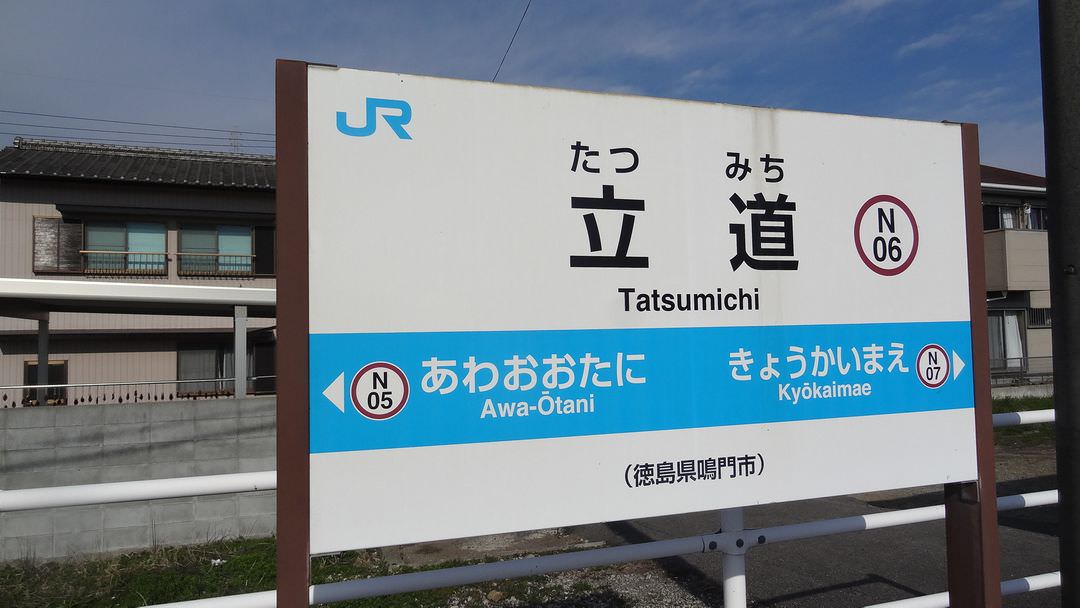 JR
たつ みち
立 道
Tatsumichi
N
06
N
05
あわおおたに
Awa-Ōtani
きょうかいまえ
Kyōkaimae
N
07
(徳島県鳴門市)